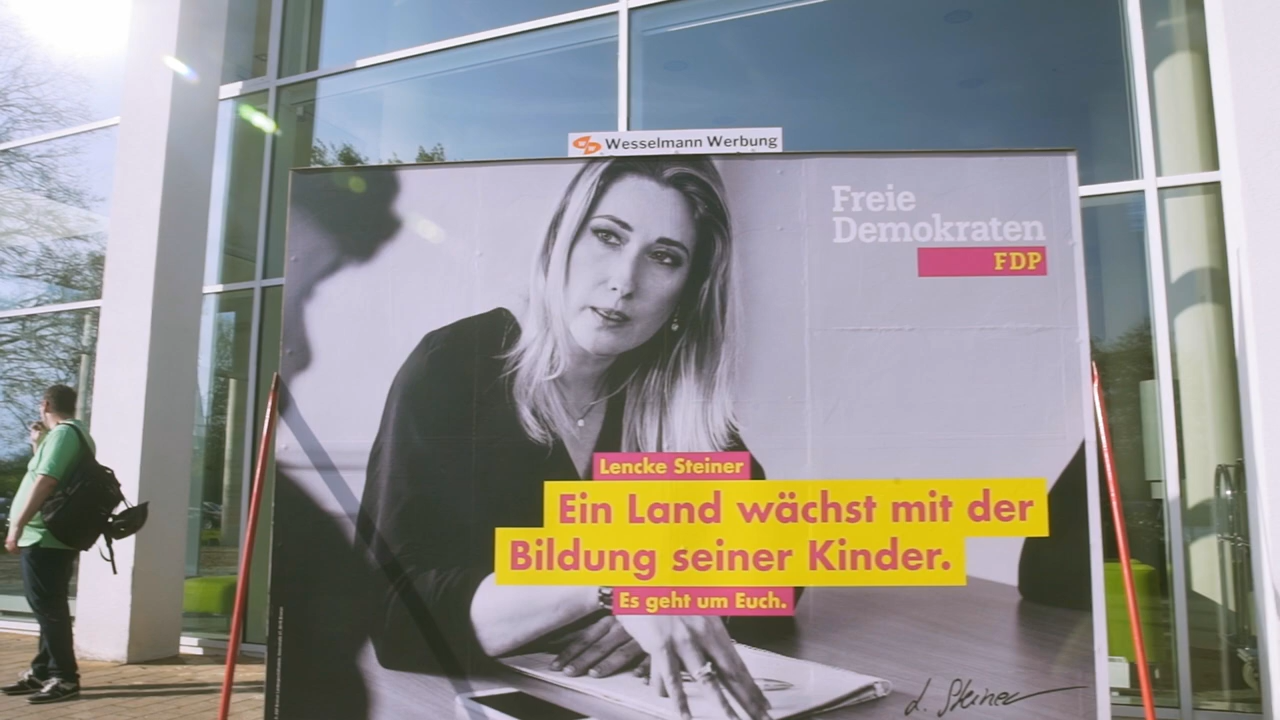 Wesselmann Werbung
Freie
Demokraten
FDP
Lencke Steiner
Ein Land wächst mit der
Bildung seiner Kinder.
Es geht um Euch.
L. Steiner